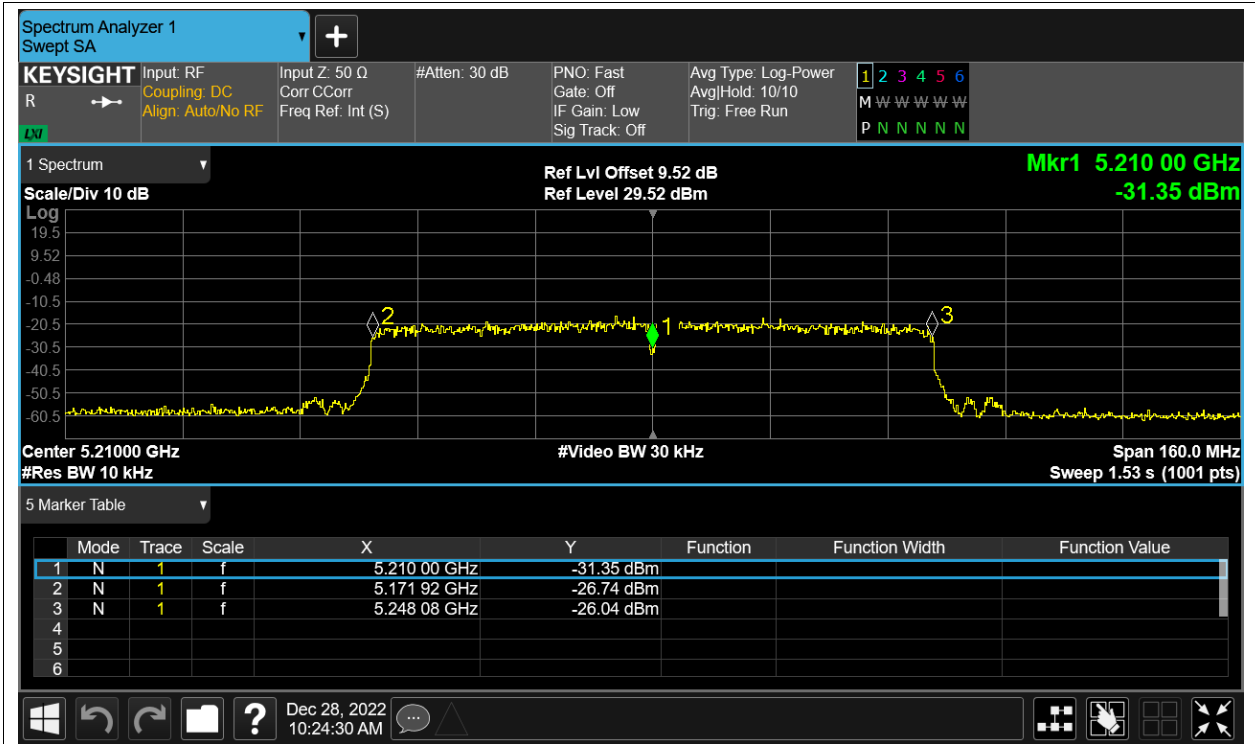 Spectrum Analyzer 1
Swept SA
KEYSIGHT
R
LXI
Input: RF
Coupling: DC
Align: Auto/No RF
Input Z: 50 Ω
Corr CCorr
Freq Ref: Int (S)
#Atten: 30 dB
PNO: Fast
Gate: Off
IF Gain: Low
Sig Track: Off
Avg Type: Log-Power
Avg|Hold: 10/10
Trig: Free Run
1 2 3 4 5 6
M W W W W W
P N N N N N
1 Spectrum
Scale/Div 10 dB
Ref Lvl Offset 9.52 dB
Ref Level 29.52 dBm
Mkr1 5.210 00 GHz
-31.35 dBm
Log
19.5
9.52
-0.48
-10.5
-20.5
-30.5
-40.5
-50.5
-60.5
2
1
3
Center 5.21000 GHz
#Video BW 30 kHz
Span 160.0 MHz
#Res BW 10 kHz
Sweep 1.53 s (1001 pts)
5 Marker Table
Mode Trace Scale X Y Function Function Width Function Value
1 N 1 f 5.210 00 GHz -31.35 dBm
2 N 1 f 5.171 92 GHz -26.74 dBm
3 N 1 f 5.248 08 GHz -26.04 dBm
4
5
6
?
Dec 28, 2022
10:24:30 AM